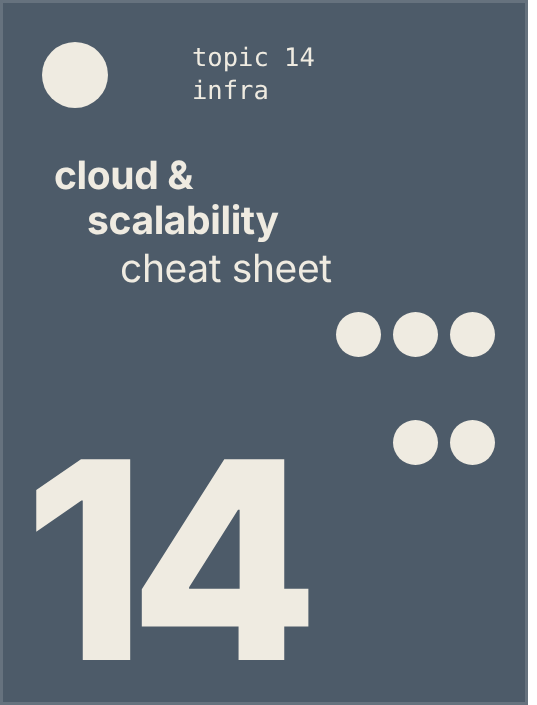 topic 14
infra
cloud &
scalability
cheat sheet
14